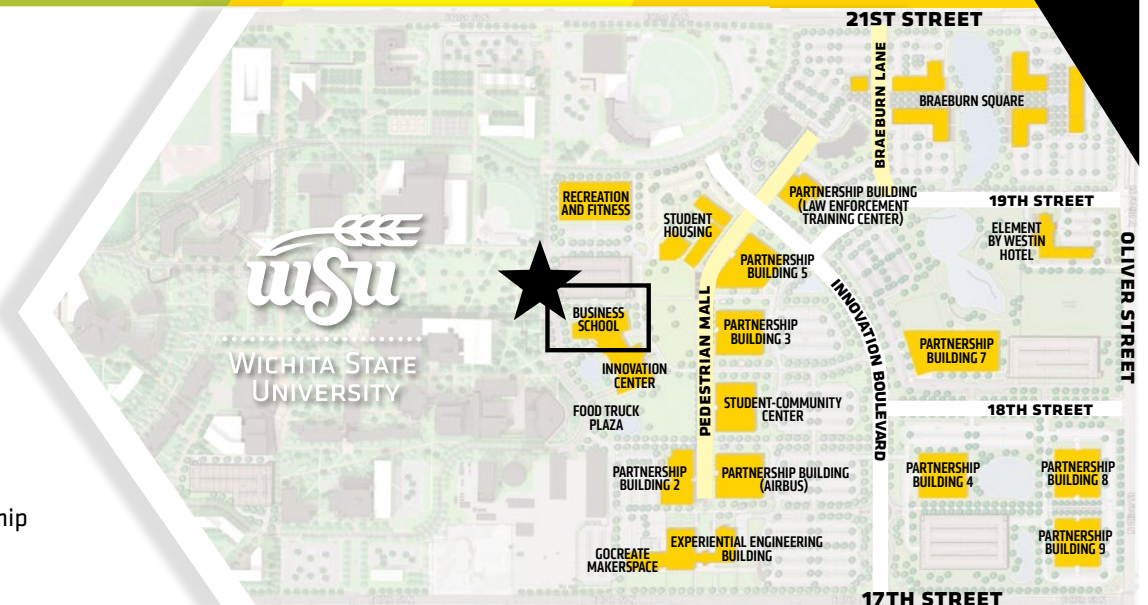 21ST STREET
BRAEBURN LANE
BRAEBURN SQUARE
RECREATION
AND FITNESS
STUDENT
HOUSING
PARTNERSHIP BUILDING
(LAW ENFORCEMENT
TRAINING CENTER)
19TH STREET
ELEMENT
BY WESTIN
HOTEL
OLIVER STREET
wsu
WICHITA STATE
UNIVERSITY
PARTNERSHIP
BUILDING 5
INNOVATION BOULEVARD
PEDESTRIAN MALL
BUSINESS
SCHOOL
PARTNERSHIP
BUILDING 3
PARTNERSHIP
BUILDING 7
INNOVATION
CENTER
FOOD TRUCK
PLAZA
STUDENT-COMMUNITY
CENTER
18TH STREET
PARTNERSHIP
BUILDING 2
PARTNERSHIP BUILDING
(AIRBUS)
PARTNERSHIP
BUILDING 4
PARTNERSHIP
BUILDING 8
hip
GOCREATE
MAKERSPACE
EXPERIENTIAL ENGINEERING
BUILDING
PARTNERSHIP
BUILDING 9
17TH STREET